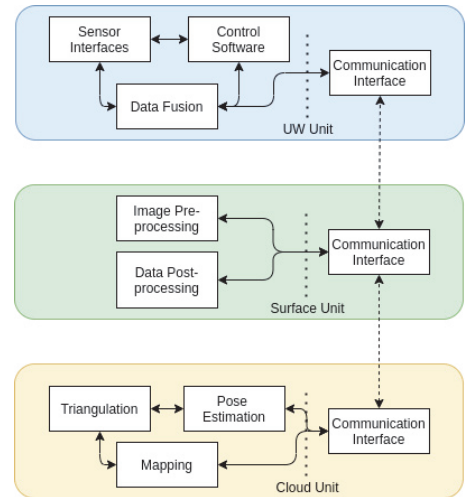 Sensor
Interfaces
Control
Software
Communication
Interface
Data Fusion
UW Unit
Image Pre-
processing
Communication
Interface
Data Post-
processing
Surface Unit
Triangulation
Pose
Estimation
Communication
Interface
Mapping
Cloud Unit